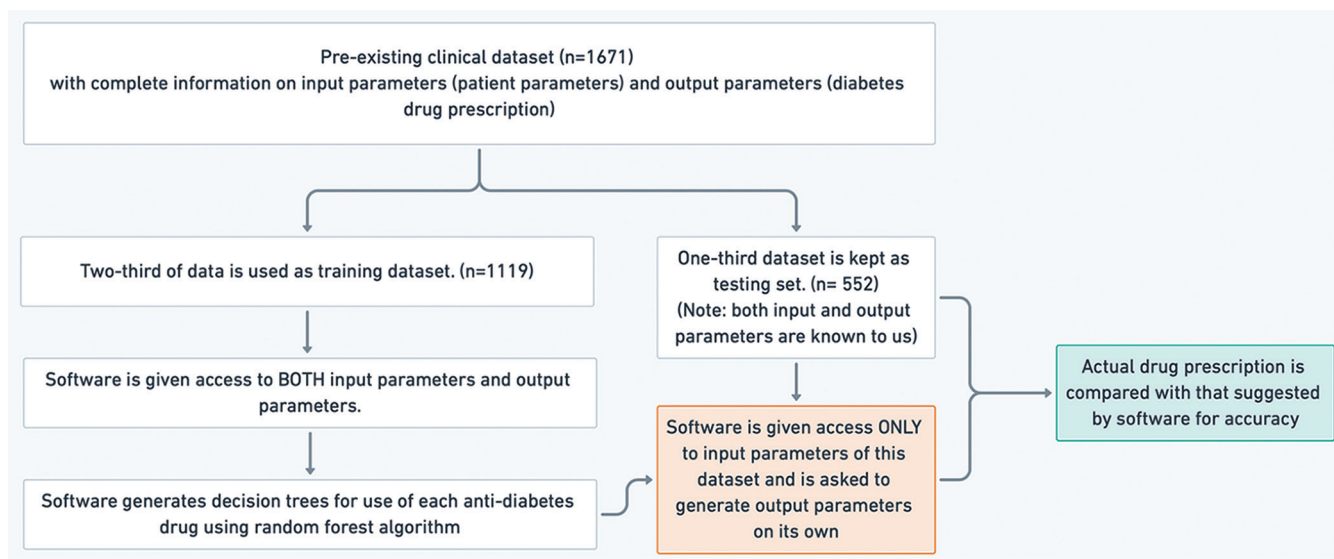 Pre-existing clinical dataset (n=1671)
with complete information on input parameters (patient parameters) and output parameters (diabetes
drug prescription)
Two-third of data is used as training dataset. (n=1119)
One-third dataset is kept as
testing set. (n= 552)
(Note: both input and output
parameters are known to us)
Software is given access to BOTH input parameters and output
parameters.
Software generates decision trees for use of each anti-diabetes
drug using random forest algorithm
Software is given access ONLY
to input parameters of this
dataset and is asked to
generate output parameters
on its own
Actual drug prescription is
compared with that suggested
by software for accuracy